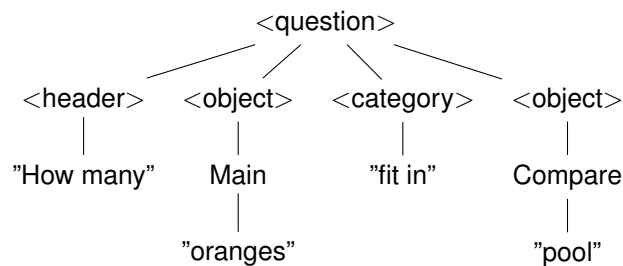 <question>
<header> <object> <category> <object>
”How many” Main ”fit in” Compare
”oranges” ”pool”